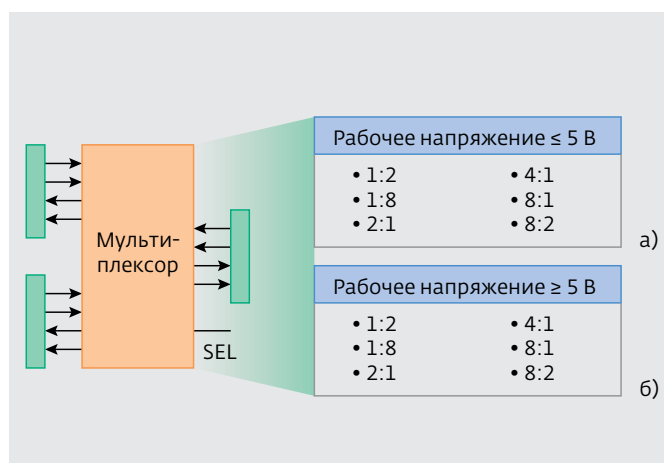 Мульти-
плексор
SEL
Рабочее напряжение ≤ 5 В
• 1:2 • 4:1
• 1:8 • 8:1
• 2:1 • 8:2
а)
Рабочее напряжение ≥ 5 В
• 1:2 • 4:1
• 1:8 • 8:1
• 2:1 • 8:2
б)